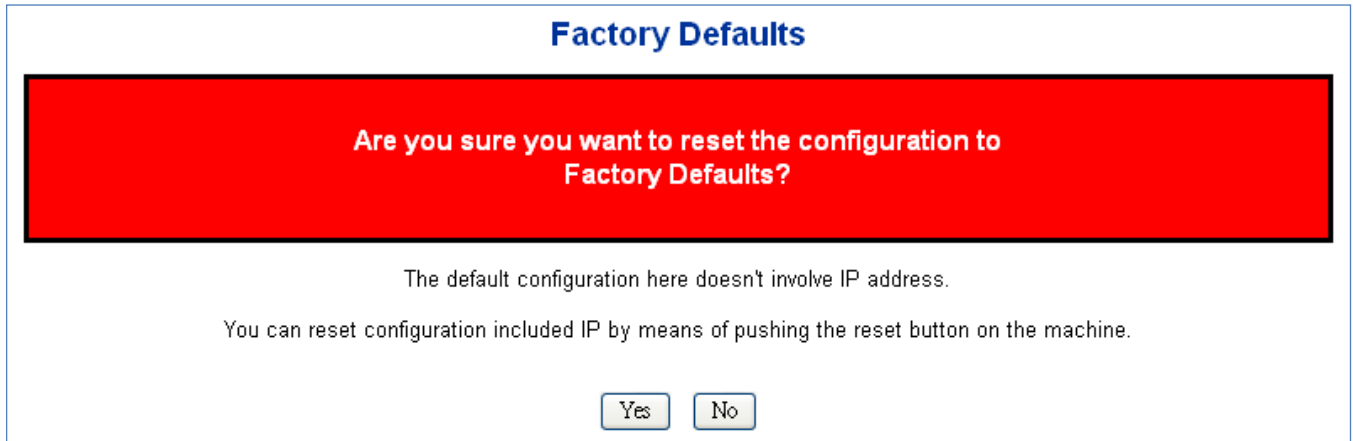 Factory Defaults
Are you sure you want to reset the configuration to
Factory Defaults?
The default configuration here doesn't involve IP address.
You can reset configuration included IP by means of pushing the reset button on the machine.
Yes No